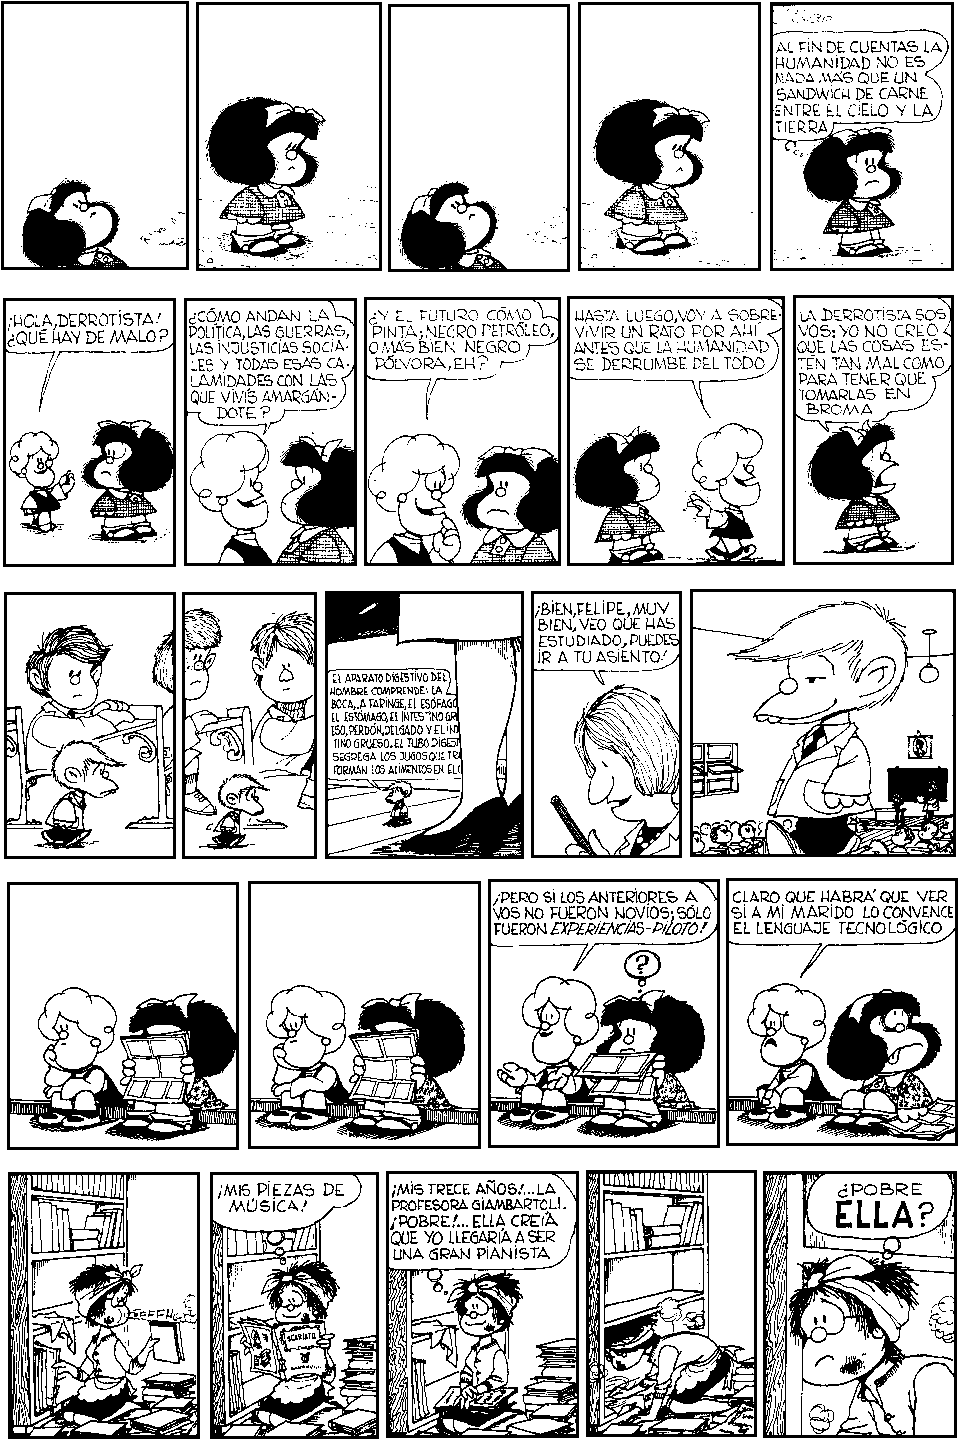 AL FIN DE CUENTAS LA
HUMANIDAD NO ES
NADA MÁS QUE UN
SANDWICH DE CARNE
ENTRE EL CIELO Y LA
TIERRA
¡HOLA, DERROTISTA!
¿QUÉ HAY DE MALO?
¿CÓMO ANDAN LA
POLÍTICA, LAS GUERRAS,
LAS INJUSTICIAS SOCIA-
LES Y TODAS ESAS CA-
LAMIDADES CON LAS
QUE VIVÍS AMARGÁN-
DOTE?
¿Y EL FUTURO CÓMO
PINTA; NEGRO PETRÓLEO,
O MÁS BIEN NEGRO
PÓLVORA, EH?
HASTA LUEGO, VOY A SOBRE-
VIVIR UN RATO POR AHÍ
ANTES QUE LA HUMANIDAD
SE DERRUMBE DEL TODO
LA DERROTISTA SOS
VOS; YO NO CREO
QUE LAS COSAS ES-
TÉN TAN MAL COMO
PARA TENER QUE
TOMARLAS EN
BROMA
EL APARATO DIGESTIVO DEL
HOMBRE COMPRENDE: LA
BOCA, LA FARINGE, EL ESÓFAGO
EL ESTÓMAGO, EL INTESTINO GR
ESO, PERDÓN, DELGADO Y EL IN
TINO GRUESO. EL TUBO DIGEST
SEGREGA LOS JUGOS QUE TRA
FORMAN LOS ALIMENTOS EN EL
¡BIEN, FELIPE, MUY
BIEN, VEO QUE HAS
ESTUDIADO, PUEDES
IR A TU ASIENTO!
¡PERO SI LOS ANTERIORES A
VOS NO FUERON NOVIOS; SÓLO
FUERON EXPERIENCIAS-PILOTO!
?
CLARO QUE HABRÁ QUE VER
SI A MI MARIDO LO CONVENCE
EL LENGUAJE TECNOLÓGICO
FFFFH
¡MIS PIEZAS DE
MÚSICA!
SCARLATTI
¡MIS TRECE AÑOS!...LA
PROFESORA GIAMBARTOLI.
¡POBRE!...ELLA CREÍA
QUE YO LLEGARÍA A SER
UNA GRAN PIANISTA
¿POBRE
ELLA?